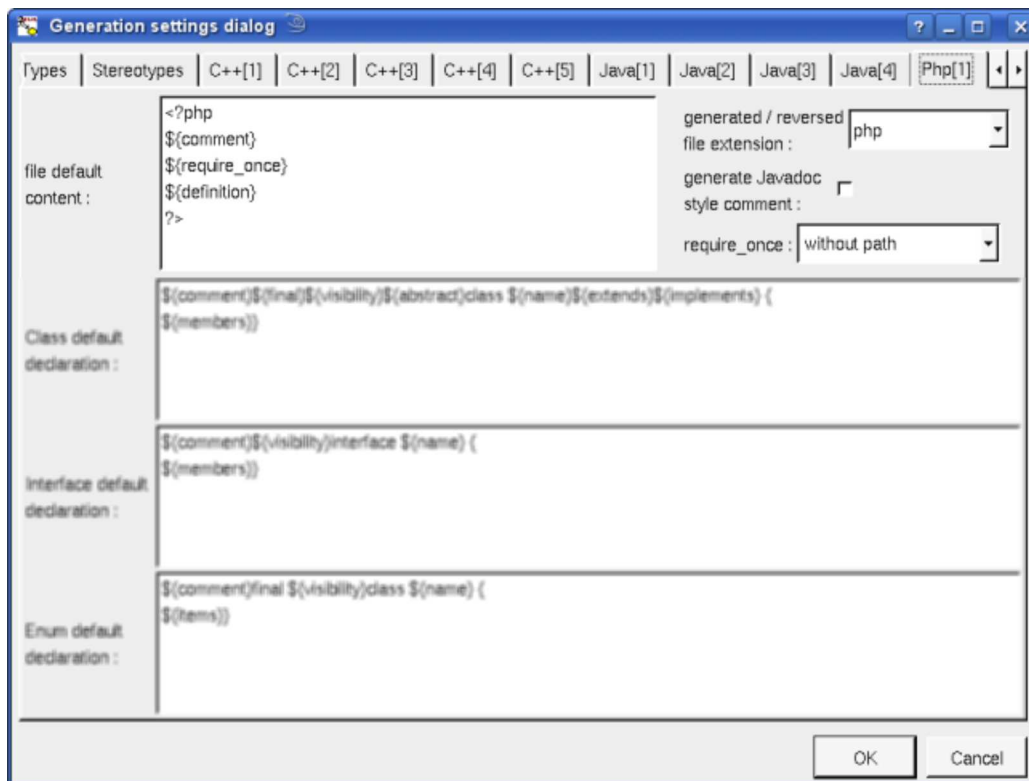 Generation settings dialog
Types Stereotypes C++[1] C++[2] C++[3] C++[4] C++[5] Java[1] Java[2] Java[3] Java[4] Php[1]
file default
content :
<?php
${comment}
${require_once}
${definition}
?>
generated / reversed
file extension :
php
generate Javadoc
style comment :
require_once : without path
Class default
declaration :
${comment}${final}${visibility}${abstract}class ${name}${extends}${implements} {
${members}}
Interface default
declaration :
${comment}${visibility}interface ${name} {
${members}}
Enum default
declaration :
${comment}final ${visibility}class ${name} {
${items}}
OK Cancel